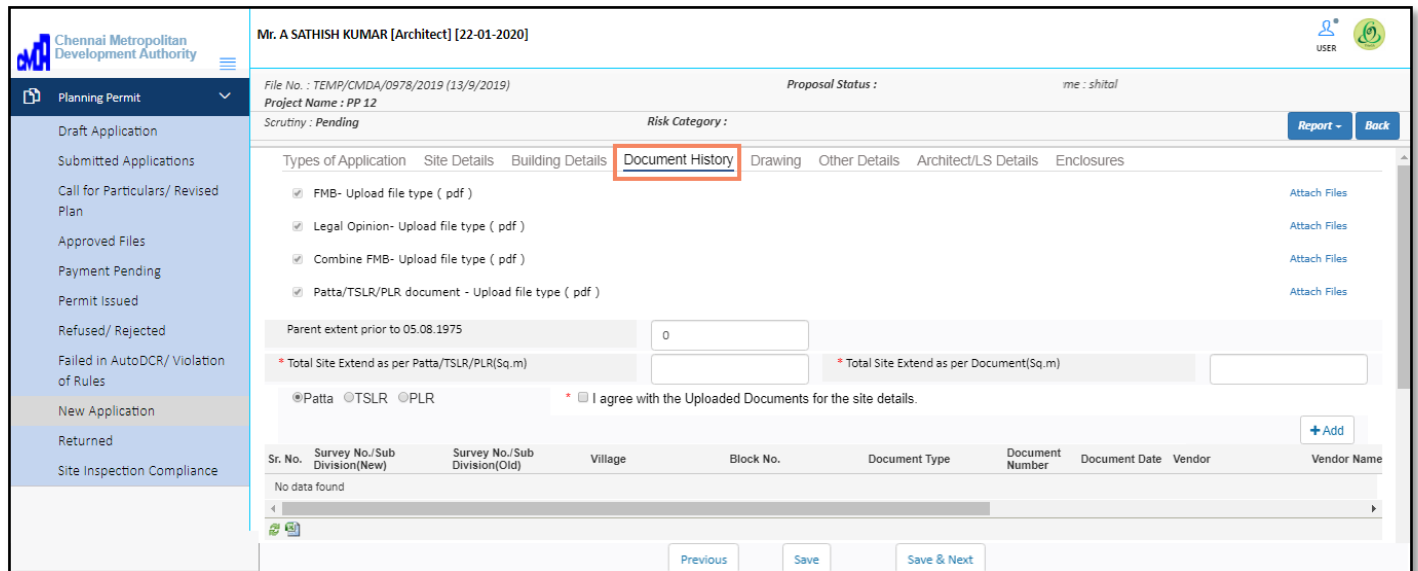 Chennai Metropolitan
Development Authority
Mr. A SATHISH KUMAR [Architect] [22-01-2020]
USER
Planning Permit
Draft Application
Submitted Applications
Call for Particulars/ Revised
Plan
Approved Files
Payment Pending
Permit Issued
Refused/ Rejected
Failed in AutoDCR/ Violation
of Rules
New Application
Returned
Site Inspection Compliance
File No. : TEMP/CMDA/0978/2019 (13/9/2019) Proposal Status : me : shital
Project Name : PP 12
Scrutiny : Pending Risk Category : Report Back
Types of Application Site Details Building Details Document History Drawing Other Details Architect/LS Details Enclosures
FMB- Upload file type ( pdf ) Attach Files
Legal Opinion- Upload file type ( pdf ) Attach Files
Combine FMB- Upload file type ( pdf ) Attach Files
Patta/TSLR/PLR document - Upload file type ( pdf ) Attach Files
Parent extent prior to 05.08.1975 0
* Total Site Extend as per Patta/TSLR/PLR(Sq.m) * Total Site Extend as per Document(Sq.m)
Patta TSLR PLR * I agree with the Uploaded Documents for the site details.
+ Add
Sr. No. Survey No./Sub Division(New) Survey No./Sub Division(Old) Village Block No. Document Type Document Number Document Date Vendor Vendor Name
No data found
Previous Save Save & Next